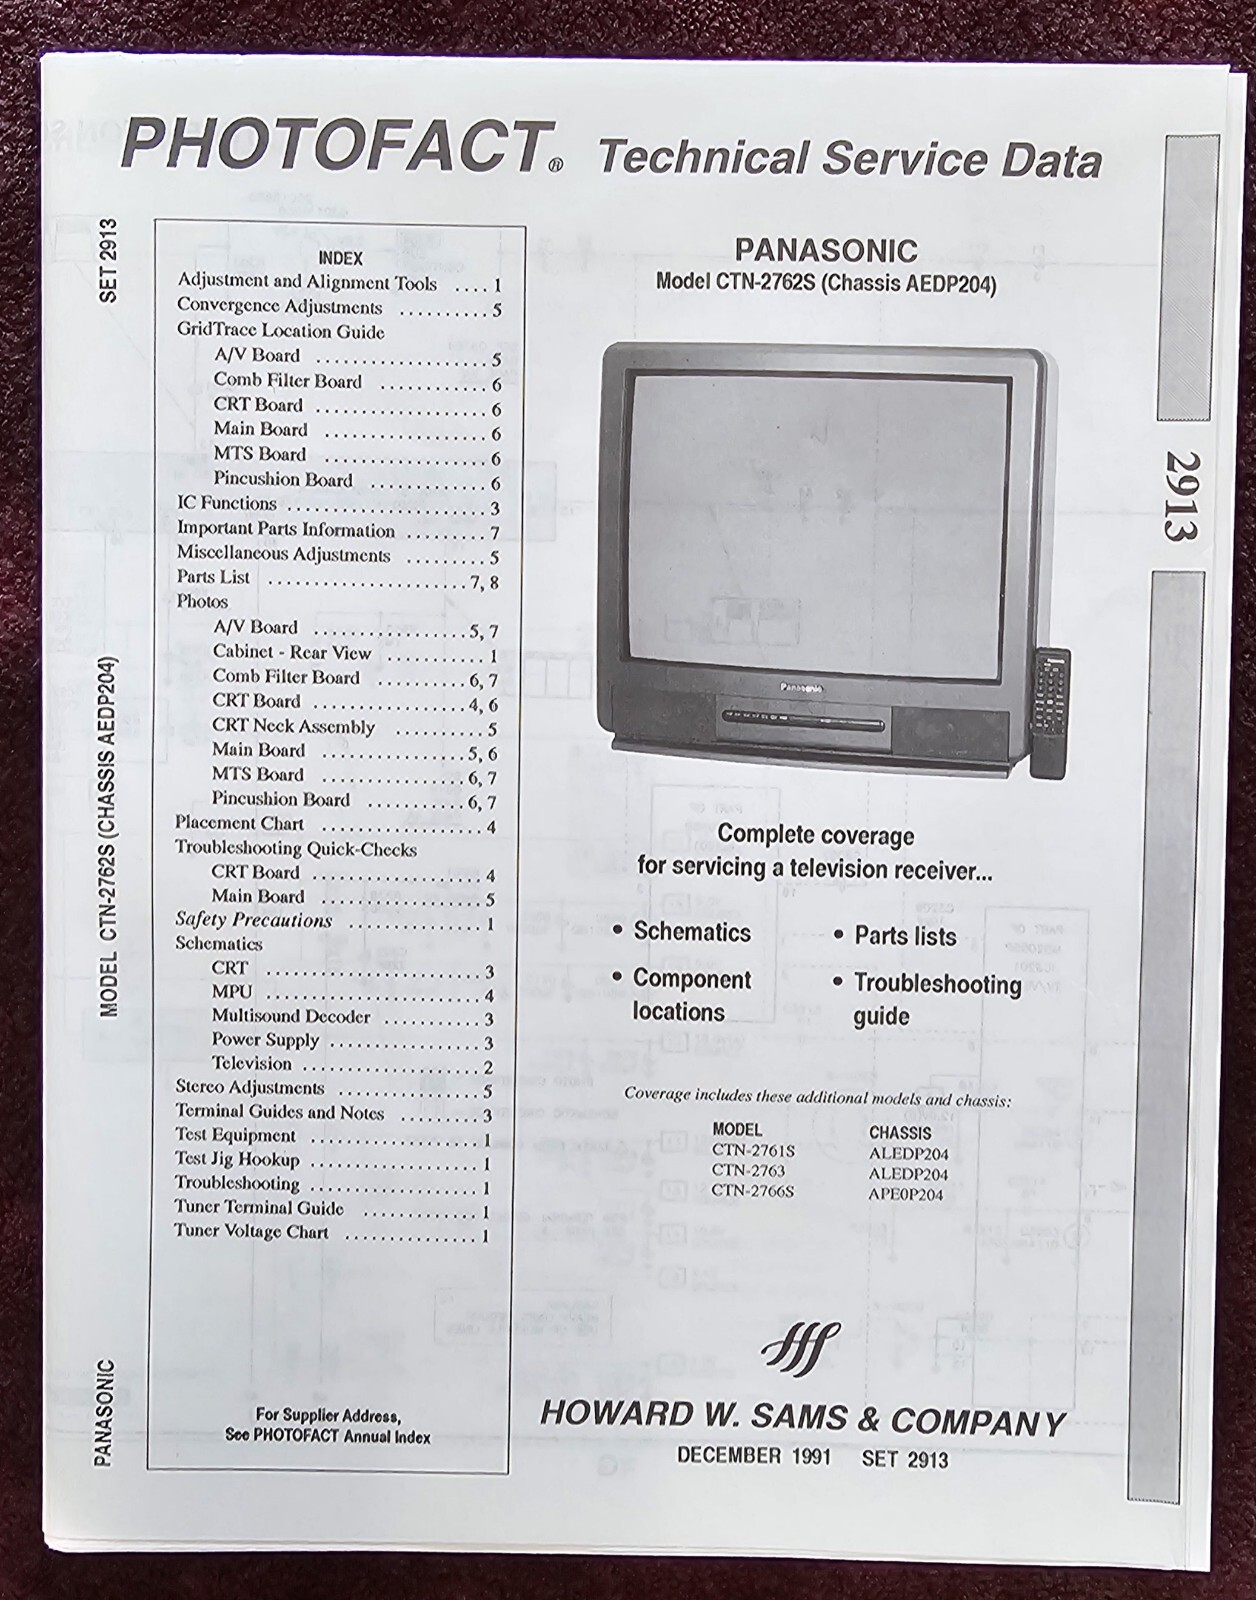 PHOTOFACT® Technical Service Data
SET 2913
MODEL CTN-2762S (CHASSIS AEDP204)
PANASONIC
INDEX
Adjustment and Alignment Tools .... 1
Convergence Adjustments .......... 5
GridTrace Location Guide
A/V Board .................. 5
Comb Filter Board ........... 6
CRT Board .................. 6
Main Board ................. 6
MTS Board ................. 6
Pincushion Board ............ 6
IC Functions ...................... 3
Important Parts Information ......... 7
Miscellaneous Adjustments ......... 5
Parts List ..................... 7, 8
Photos
A/V Board ................ 5, 7
Cabinet - Rear View ........... 1
Comb Filter Board ......... 6, 7
CRT Board ................ 4, 6
CRT Neck Assembly .......... 5
Main Board ............... 5, 6
MTS Board ............... 6, 7
Pincushion Board .......... 6, 7
Placement Chart ................. 4
Troubleshooting Quick-Checks
CRT Board .................. 4
Main Board ................. 5
Safety Precautions .............. 1
Schematics
CRT ....................... 3
MPU ....................... 4
Multisound Decoder .......... 3
Power Supply ................ 3
Television ................... 2
Stereo Adjustments ............... 5
Terminal Guides and Notes ........ 3
Test Equipment .................. 1
Test Jig Hookup .................. 1
Troubleshooting .................. 1
Tuner Terminal Guide ............ 1
Tuner Voltage Chart .............. 1
For Supplier Address,
See PHOTOFACT Annual Index
PANASONIC
Model CTN-2762S (Chassis AEDP204)
Panasonic
Complete coverage
for servicing a television receiver...
• Schematics
• Component
locations
• Parts lists
• Troubleshooting
guide
Coverage includes these additional models and chassis:
MODEL CHASSIS
CTN-2761S ALEDP204
CTN-2763 ALEDP204
CTN-2766S APE0P204
HOWARD W. SAMS & COMPANY
DECEMBER 1991 SET 2913
2913